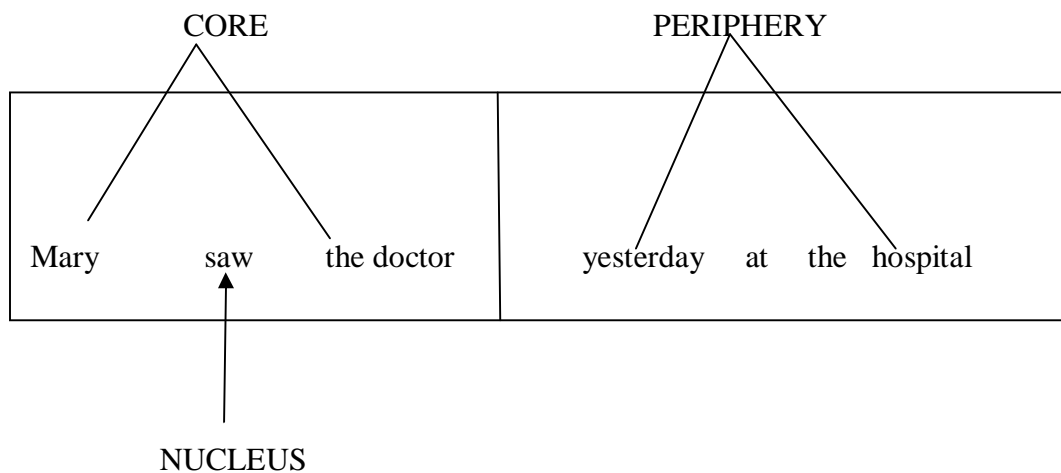 CORE PERIPHERY
Mary saw the doctor yesterday at the hospital
NUCLEUS